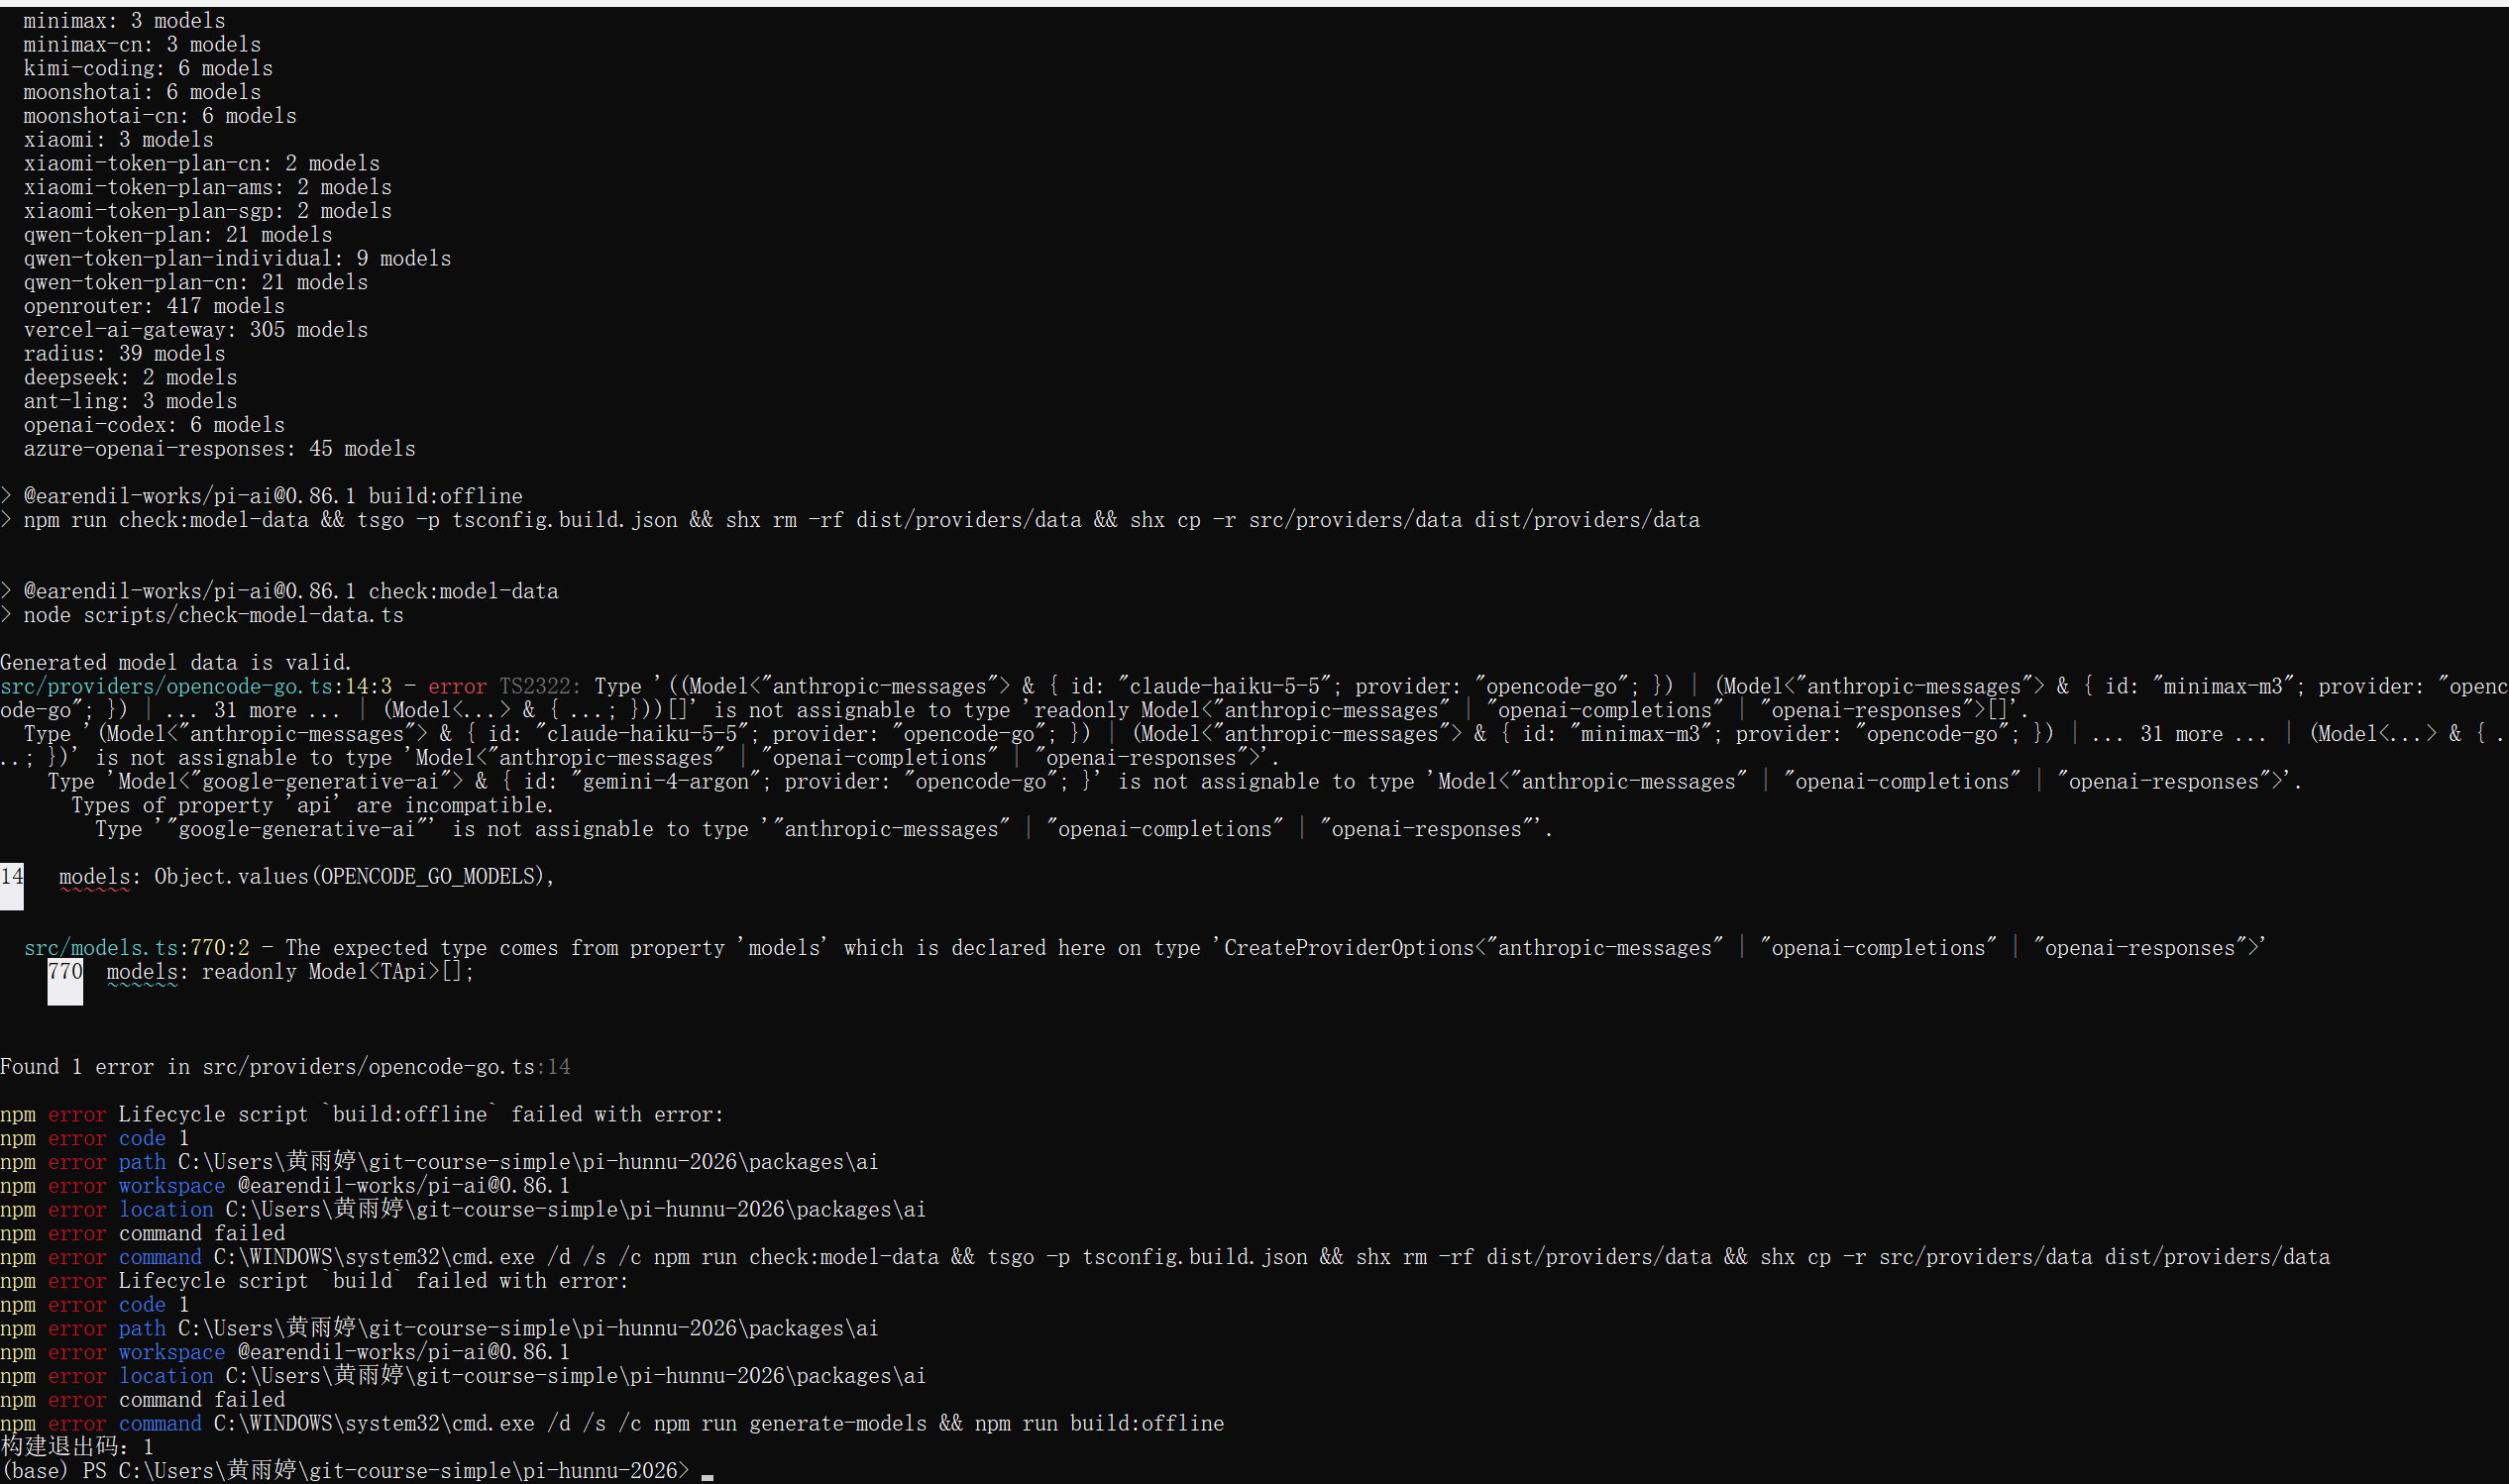 minimax: 3 models
minimax-cn: 3 models
kimi-coding: 6 models
moonshotai: 6 models
moonshotai-cn: 6 models
xiaomi: 3 models
xiaomi-token-plan-cn: 2 models
xiaomi-token-plan-ams: 2 models
xiaomi-token-plan-sgp: 2 models
qwen-token-plan: 21 models
qwen-token-plan-individual: 9 models
qwen-token-plan-cn: 21 models
openrouter: 417 models
vercel-ai-gateway: 305 models
radius: 39 models
deepseek: 2 models
ant-ling: 3 models
openai-codex: 6 models
azure-openai-responses: 45 models
> @earendil-works/pi-ai@0.86.1 build:offline
> npm run check:model-data && tsgo -p tsconfig.build.json && shx rm -rf dist/providers/data && shx cp -r src/providers/data dist/providers/data
> @earendil-works/pi-ai@0.86.1 check:model-data
> node scripts/check-model-data.ts
Generated model data is valid.
src/providers/opencode-go.ts:14:3 - error TS2322: Type '((Model<"anthropic-messages"> & { id: "claude-haiku-5-5"; provider: "opencode-go"; }) | (Model<"anthropic-messages"> & { id: "minimax-m3"; provider: "openc
ode-go"; }) | ... 31 more ... | (Model<...> & { ...; }))[]' is not assignable to type 'readonly Model<"anthropic-messages" | "openai-completions" | "openai-responses">[]'.
Type '(Model<"anthropic-messages"> & { id: "claude-haiku-5-5"; provider: "opencode-go"; }) | (Model<"anthropic-messages"> & { id: "minimax-m3"; provider: "opencode-go"; }) | ... 31 more ... | (Model<...> & { .
..; })' is not assignable to type 'Model<"anthropic-messages" | "openai-completions" | "openai-responses">'.
Type 'Model<"google-generative-ai"> & { id: "gemini-4-argon"; provider: "opencode-go"; }' is not assignable to type 'Model<"anthropic-messages" | "openai-completions" | "openai-responses">'.
Types of property 'api' are incompatible.
Type '"google-generative-ai"' is not assignable to type '"anthropic-messages" | "openai-completions" | "openai-responses"'.
14   models: Object.values(OPENCODE_GO_MODELS),
~~~~~~
src/models.ts:770:2 - The expected type comes from property 'models' which is declared here on type 'CreateProviderOptions<"anthropic-messages" | "openai-completions" | "openai-responses">'
770  models: readonly Model<TApi>[];
~~~~~~
Found 1 error in src/providers/opencode-go.ts:14
npm error Lifecycle script `build:offline` failed with error:
npm error code 1
npm error path C:\Users\黄雨婷\git-course-simple\pi-hunnu-2026\packages\ai
npm error workspace @earendil-works/pi-ai@0.86.1
npm error location C:\Users\黄雨婷\git-course-simple\pi-hunnu-2026\packages\ai
npm error command failed
npm error command C:\WINDOWS\system32\cmd.exe /d /s /c npm run check:model-data && tsgo -p tsconfig.build.json && shx rm -rf dist/providers/data && shx cp -r src/providers/data dist/providers/data
npm error Lifecycle script `build` failed with error:
npm error code 1
npm error path C:\Users\黄雨婷\git-course-simple\pi-hunnu-2026\packages\ai
npm error workspace @earendil-works/pi-ai@0.86.1
npm error location C:\Users\黄雨婷\git-course-simple\pi-hunnu-2026\packages\ai
npm error command failed
npm error command C:\WINDOWS\system32\cmd.exe /d /s /c npm run generate-models && npm run build:offline
构建退出码: 1
(base) PS C:\Users\黄雨婷\git-course-simple\pi-hunnu-2026>